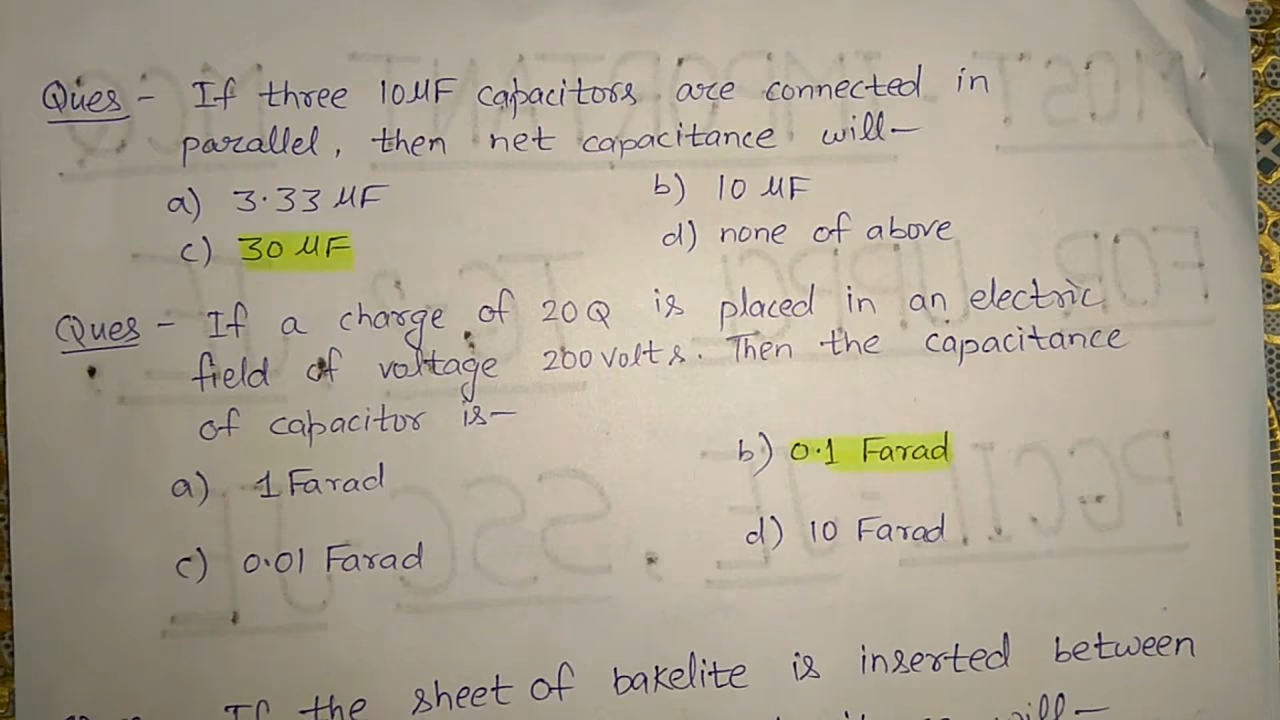 Ques - If three 10µF capacitors are connected in
parallel, then net capacitance will-
a) 3.33 µF b) 10 µF
c) 30 µF d) none of above
Ques - If a charge of 20Q is placed in an electric
field of voltage 200 volts. Then the capacitance
of capacitor is-
a) 1 Farad b) 0.1 Farad
c) 0.01 Farad d) 10 Farad
If the sheet of bakelite is inserted between
will-